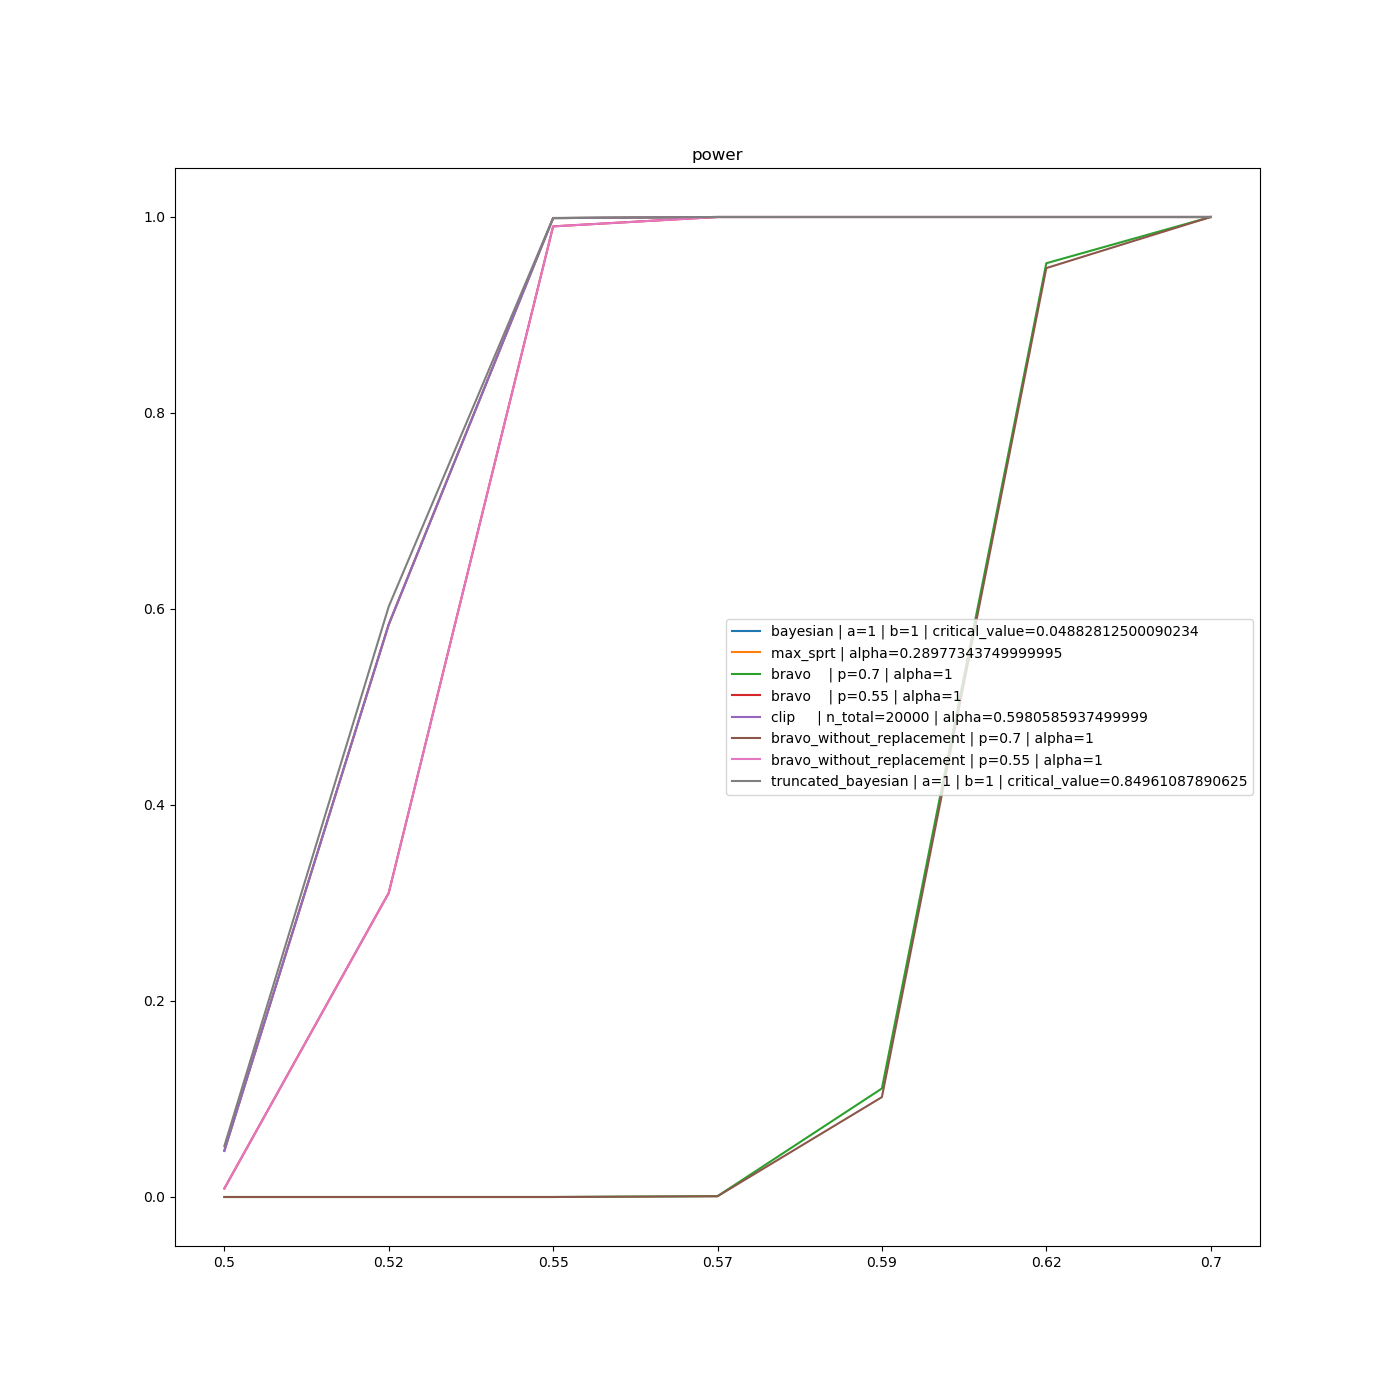 power
1.0
0.8
0.6
0.4
0.2
0.0
bayesian | a=1 | b=1 | critical_value=0.04882812500090234
max_sprt | alpha=0.28977343749999995
bravo    | p=0.7 | alpha=1
bravo    | p=0.55 | alpha=1
clip     | n_total=20000 | alpha=0.5980585937499999
bravo_without_replacement | p=0.7 | alpha=1
bravo_without_replacement | p=0.55 | alpha=1
truncated_bayesian | a=1 | b=1 | critical_value=0.84961087890625
0.5 0.52 0.55 0.57 0.59 0.62 0.7